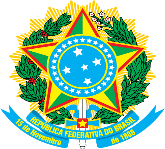 REPÚBLICA FEDERATIVA DO BRASIL
15 de Novembro
de 1889